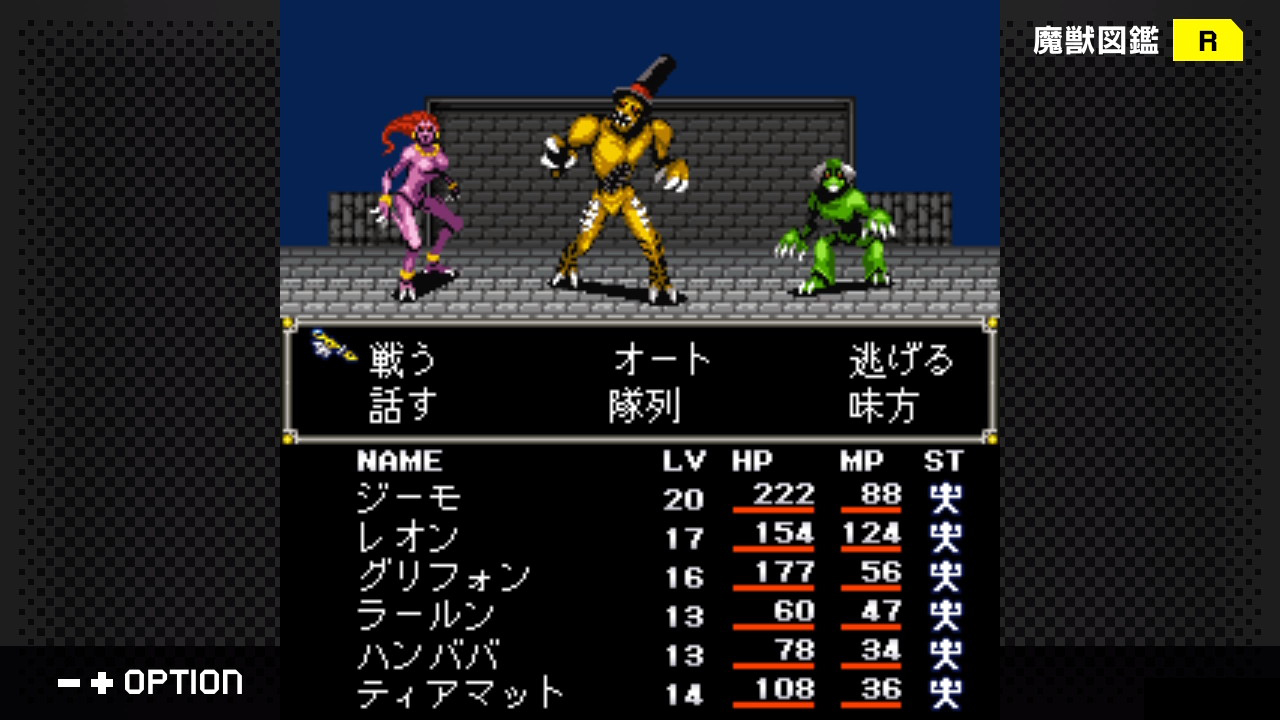 魔獣図鑑 R
戦う オート 逃げる
話す 隊列 味方
NAME LV HP MP ST
ジーモ 20 222 88
レオン 17 154 124
グリフォン 16 177 56
ラールン 13 60 47
ハンババ 13 78 34
ティアマット 14 108 36
OPTION